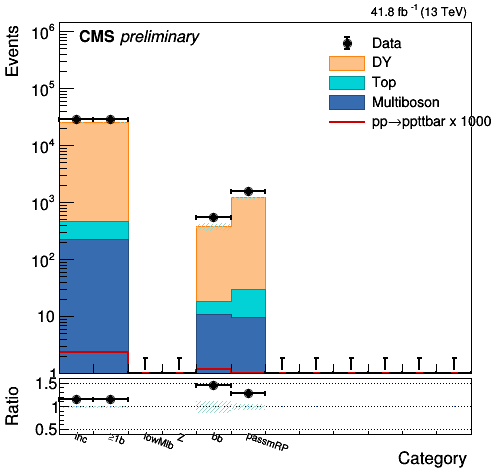 41.8 fb⁻¹ (13 TeV)
CMS preliminary
Events
10⁶
10⁵
10⁴
10³
10²
10
1
Data
DY
Top
Multiboson
pp→ppttbar x 1000
Ratio
1.5
1
0.5
inc ≥1b lowMlb Z bb passmRP
Category